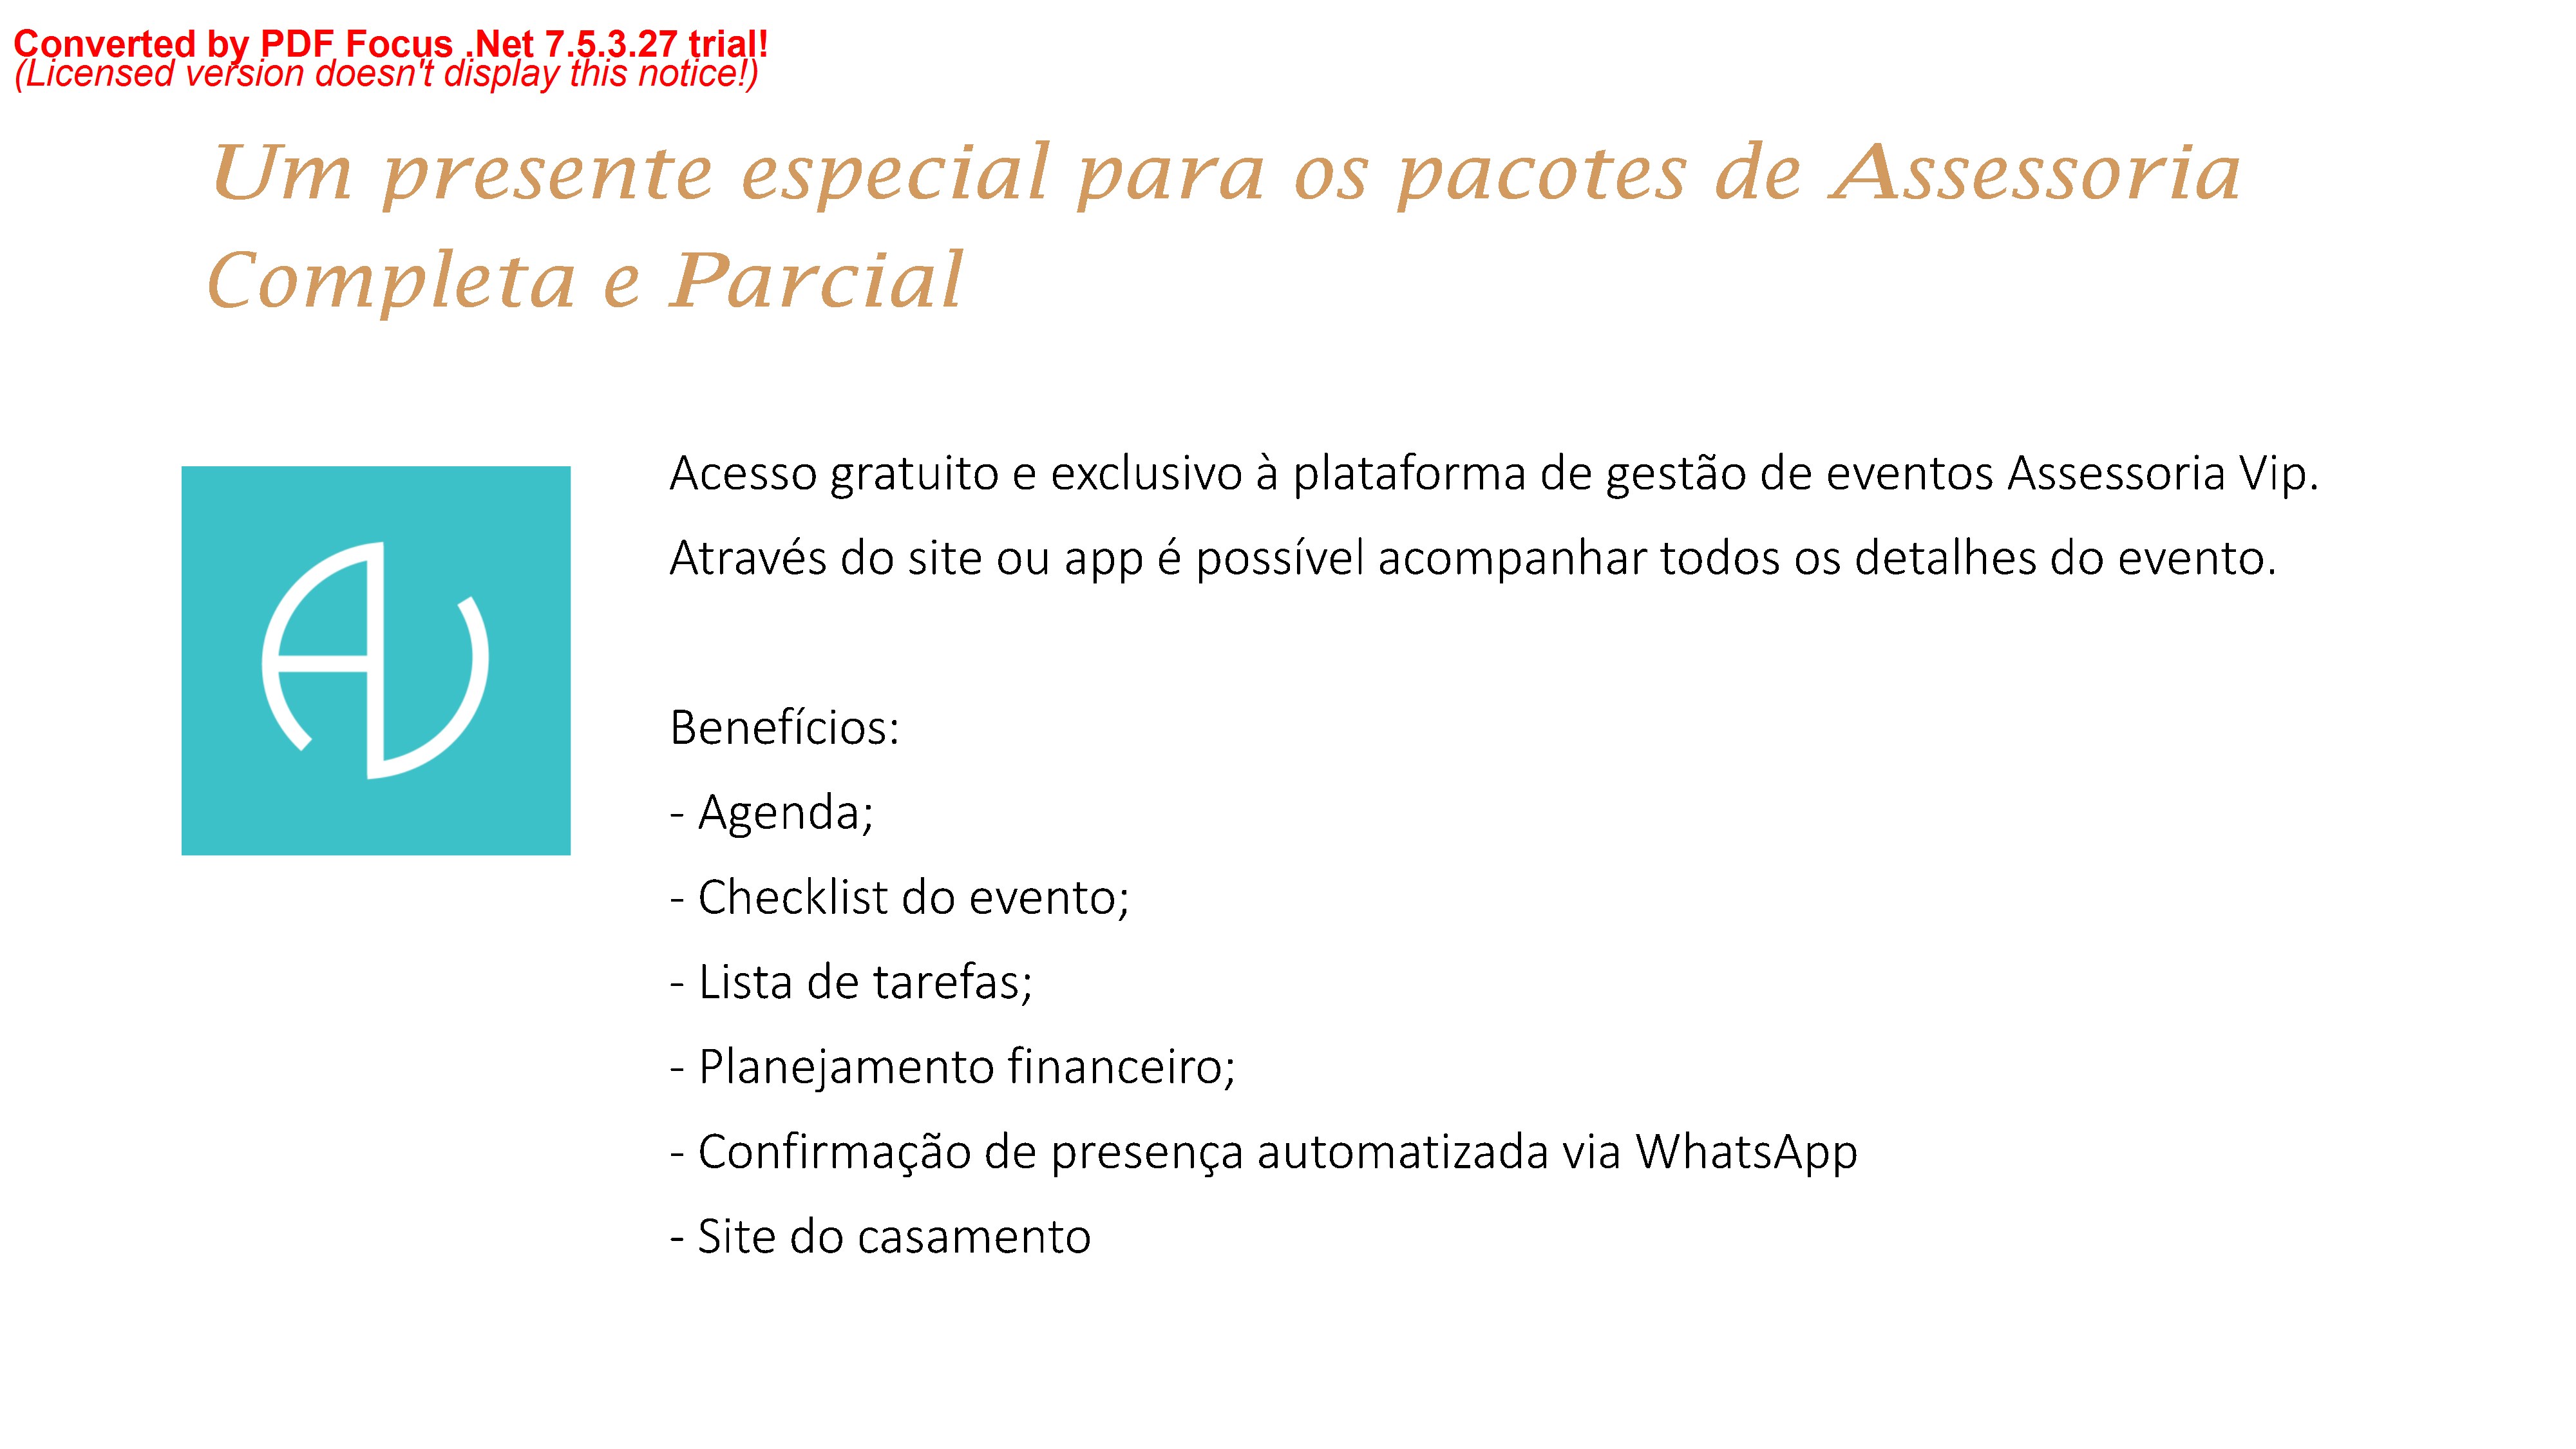 Converted by PDF Focus .Net 7.5.3.27 trial!
(Licensed version doesn't display this notice!)
Um presente especial para os pacotes de Assessoria
Completa e Parcial
Acesso gratuito e exclusivo à plataforma de gestão de eventos Assessoria Vip.
Através do site ou app é possível acompanhar todos os detalhes do evento.
Benefícios:
- Agenda;
- Checklist do evento;
- Lista de tarefas;
- Planejamento financeiro;
- Confirmação de presença automatizada via WhatsApp
- Site do casamento